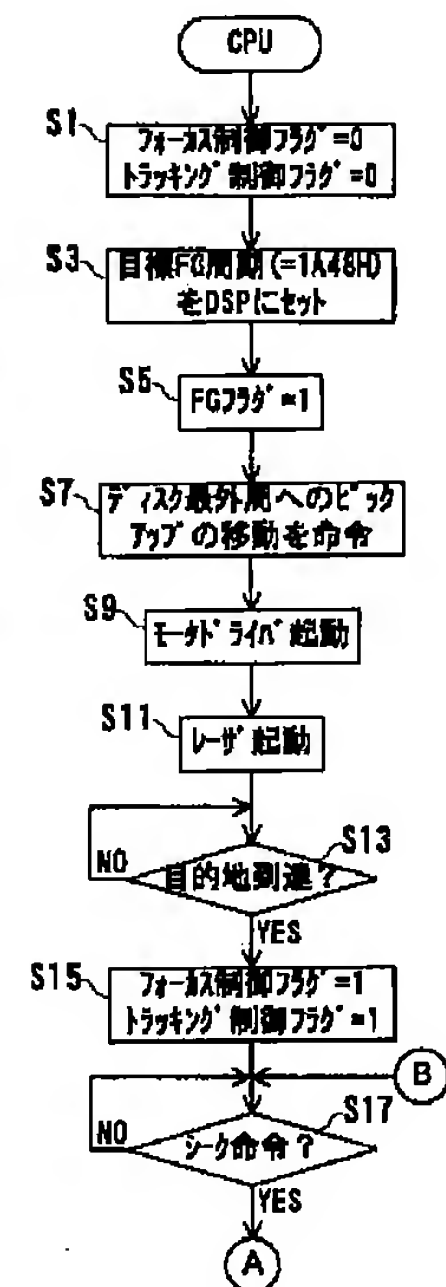 CPU
S1
フォーカス制御フラグ=0
トラッキング制御フラグ=0
S3
目標FG周期(=1A48H)
をDSPにセット
S5
FGフラグ=1
S7
ディスク最外周へのピック
アップの移動を命令
S9
モータドライバ起動
S11
レーザ起動
S13
目的地到達?
NO
YES
S15
フォーカス制御フラグ=1
トラッキング制御フラグ=1
B
S17
シーク命令?
NO
YES
A